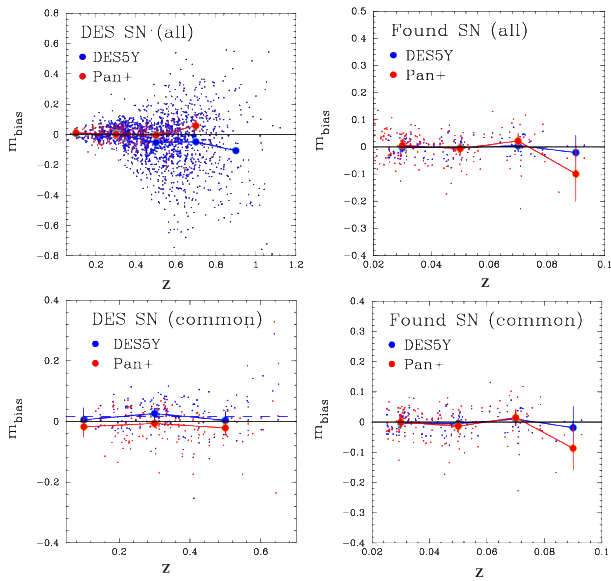 DES SN (all)
DES5Y
Pan+
0.8
0.6
0.4
0.2
0
−0.2
−0.4
−0.6
−0.8
m_bias
0.2
0.4
0.6
0.8
1
1.2
z
Found SN (all)
DES5Y
Pan+
0.5
0.4
0.3
0.2
0.1
0
−0.1
−0.2
−0.3
−0.4
m_bias
0.02
0.04
0.06
0.08
0.1
z
DES SN (common)
DES5Y
Pan+
0.4
0.2
0
−0.2
−0.4
m_bias
0.2
0.4
0.6
z
Found SN (common)
DES5Y
Pan+
0.4
0.3
0.2
0.1
0
−0.1
−0.2
−0.3
−0.4
m_bias
0.02
0.04
0.06
0.08
0.1
z